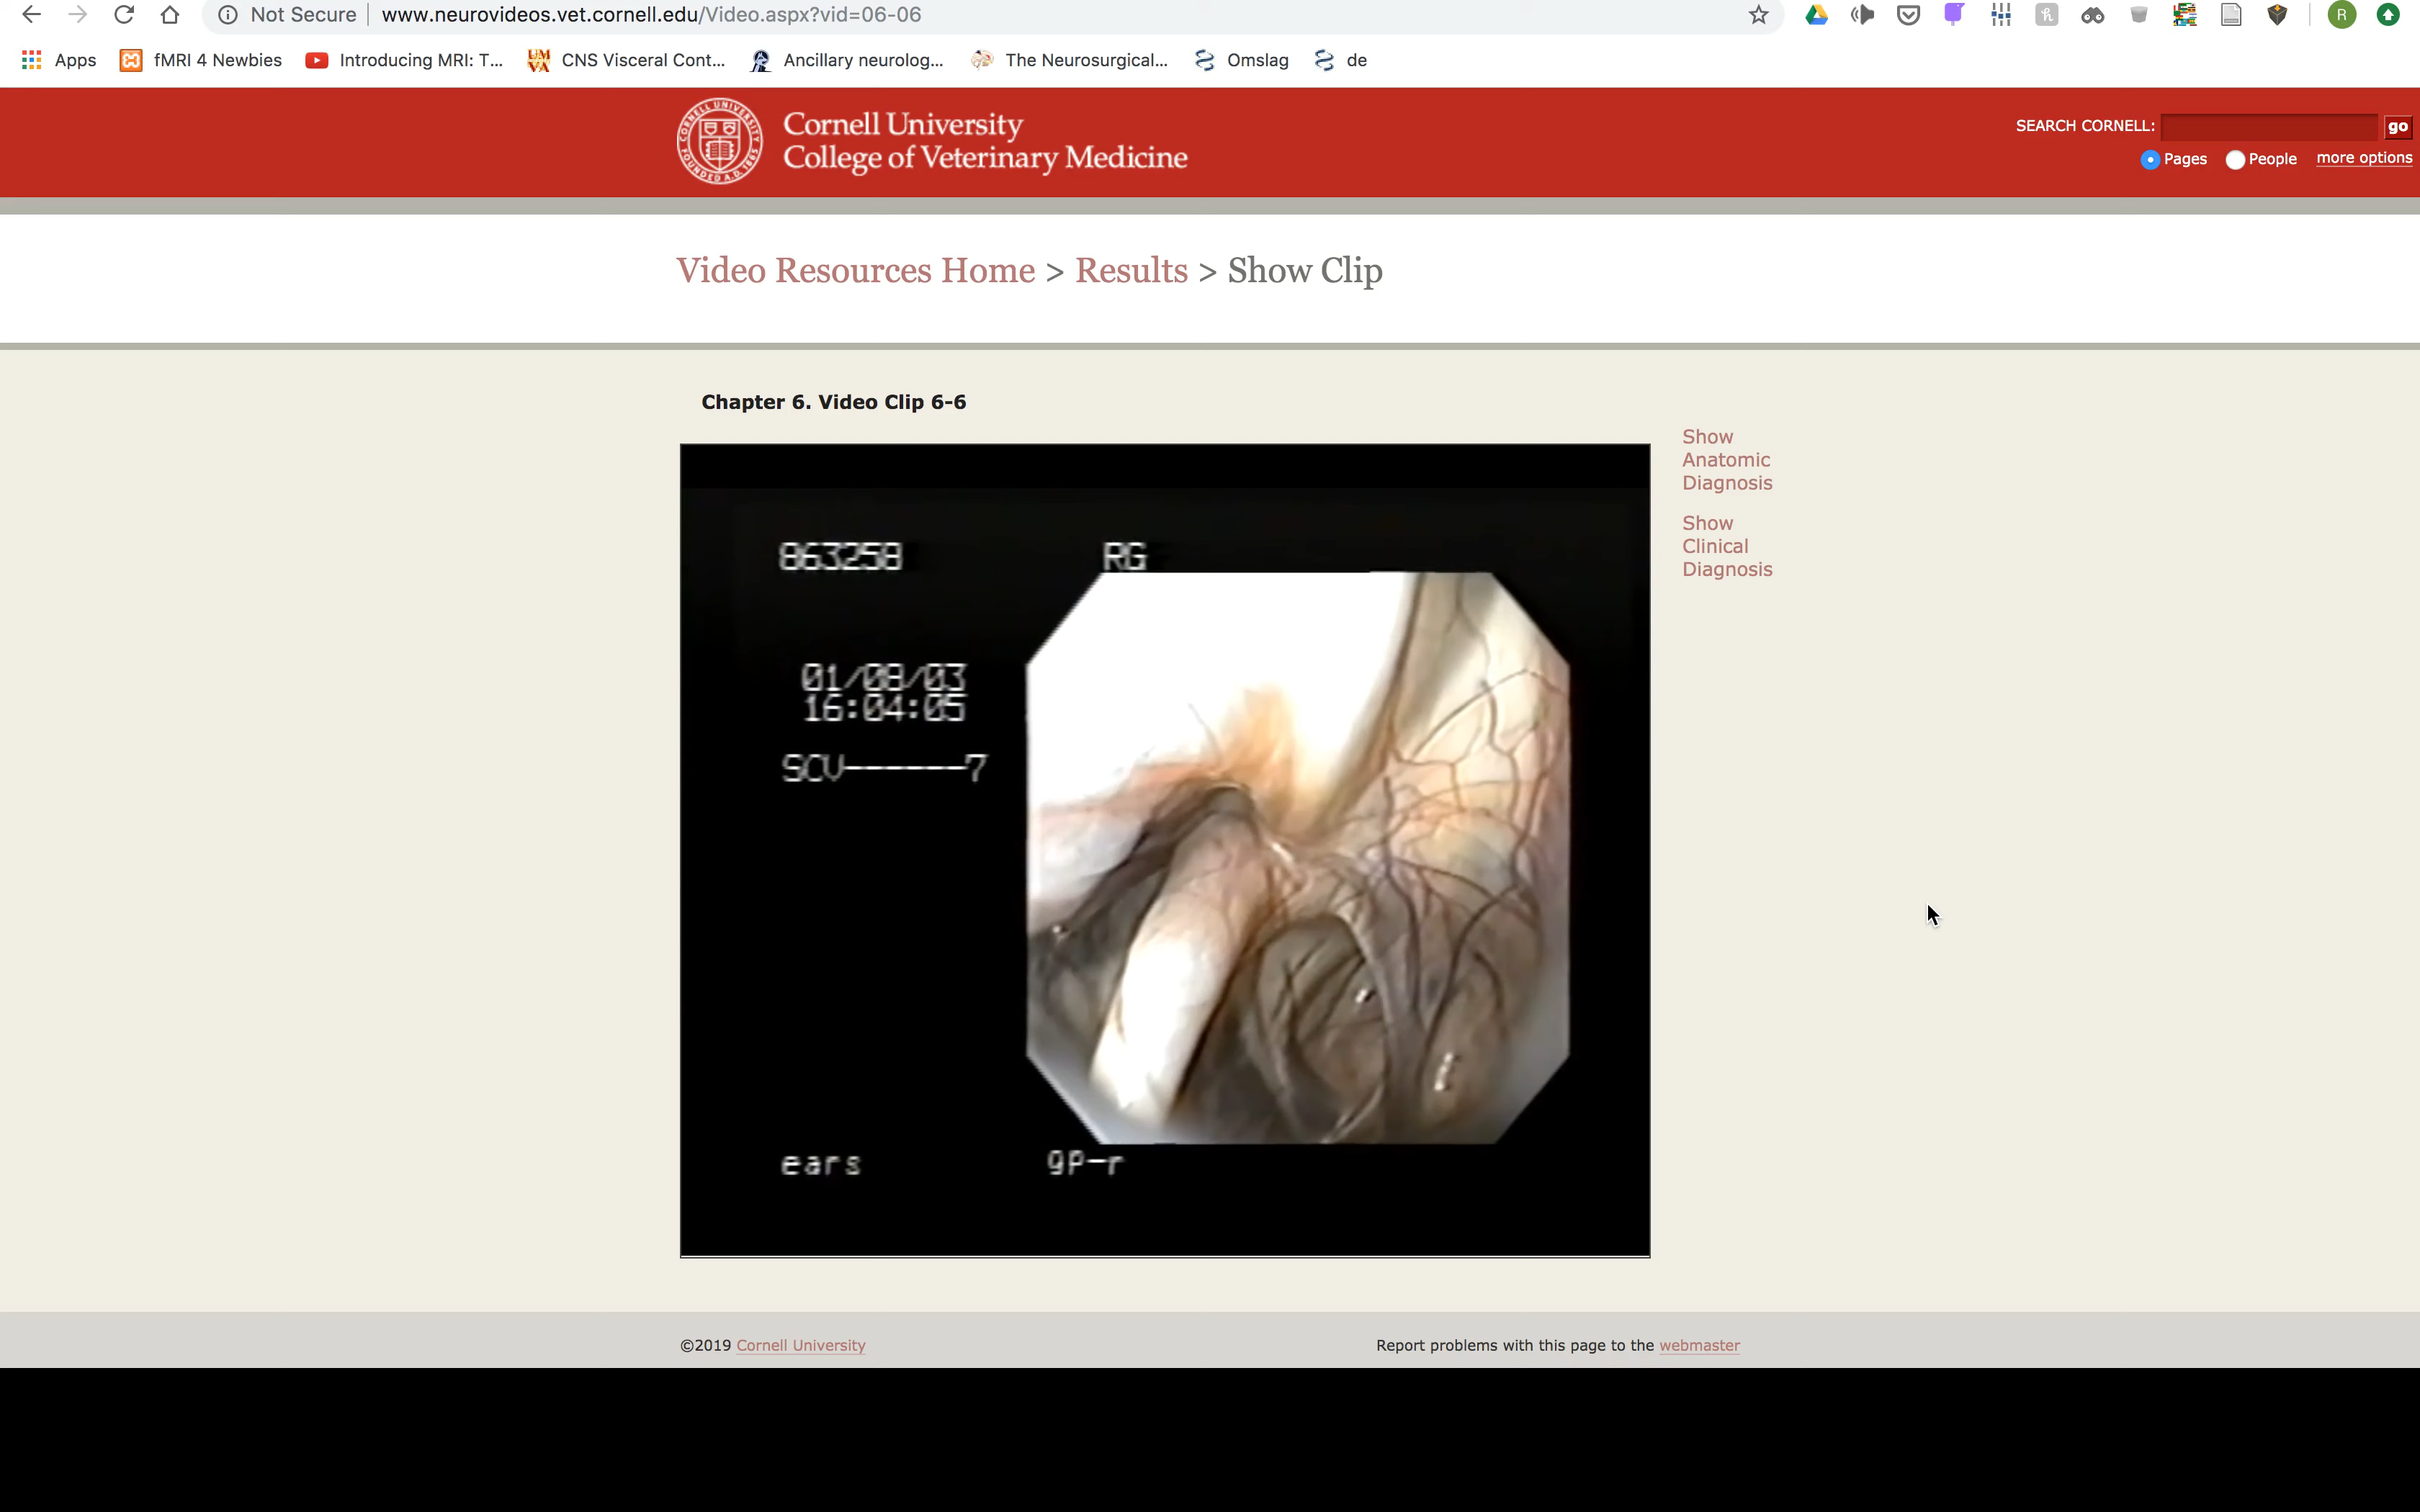 Not Secure www.neurovideos.vet.cornell.edu/Video.aspx?vid=06-06
R
Apps fMRI 4 Newbies Introducing MRI: T... CNS Visceral Cont... Ancillary neurolog... The Neurosurgical... Omslag de
Cornell University
College of Veterinary Medicine
SEARCH CORNELL: go
Pages People more options
Video Resources Home > Results > Show Clip
Chapter 6. Video Clip 6-6
Show
Anatomic
Diagnosis
Show
Clinical
Diagnosis
863258 RG
01/08/03
16:04:05
SCV------7
ears gP-r
©2019 Cornell University
Report problems with this page to the webmaster